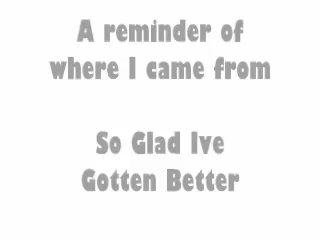 A reminder of
where I came from
So Glad Ive
Gotten Better